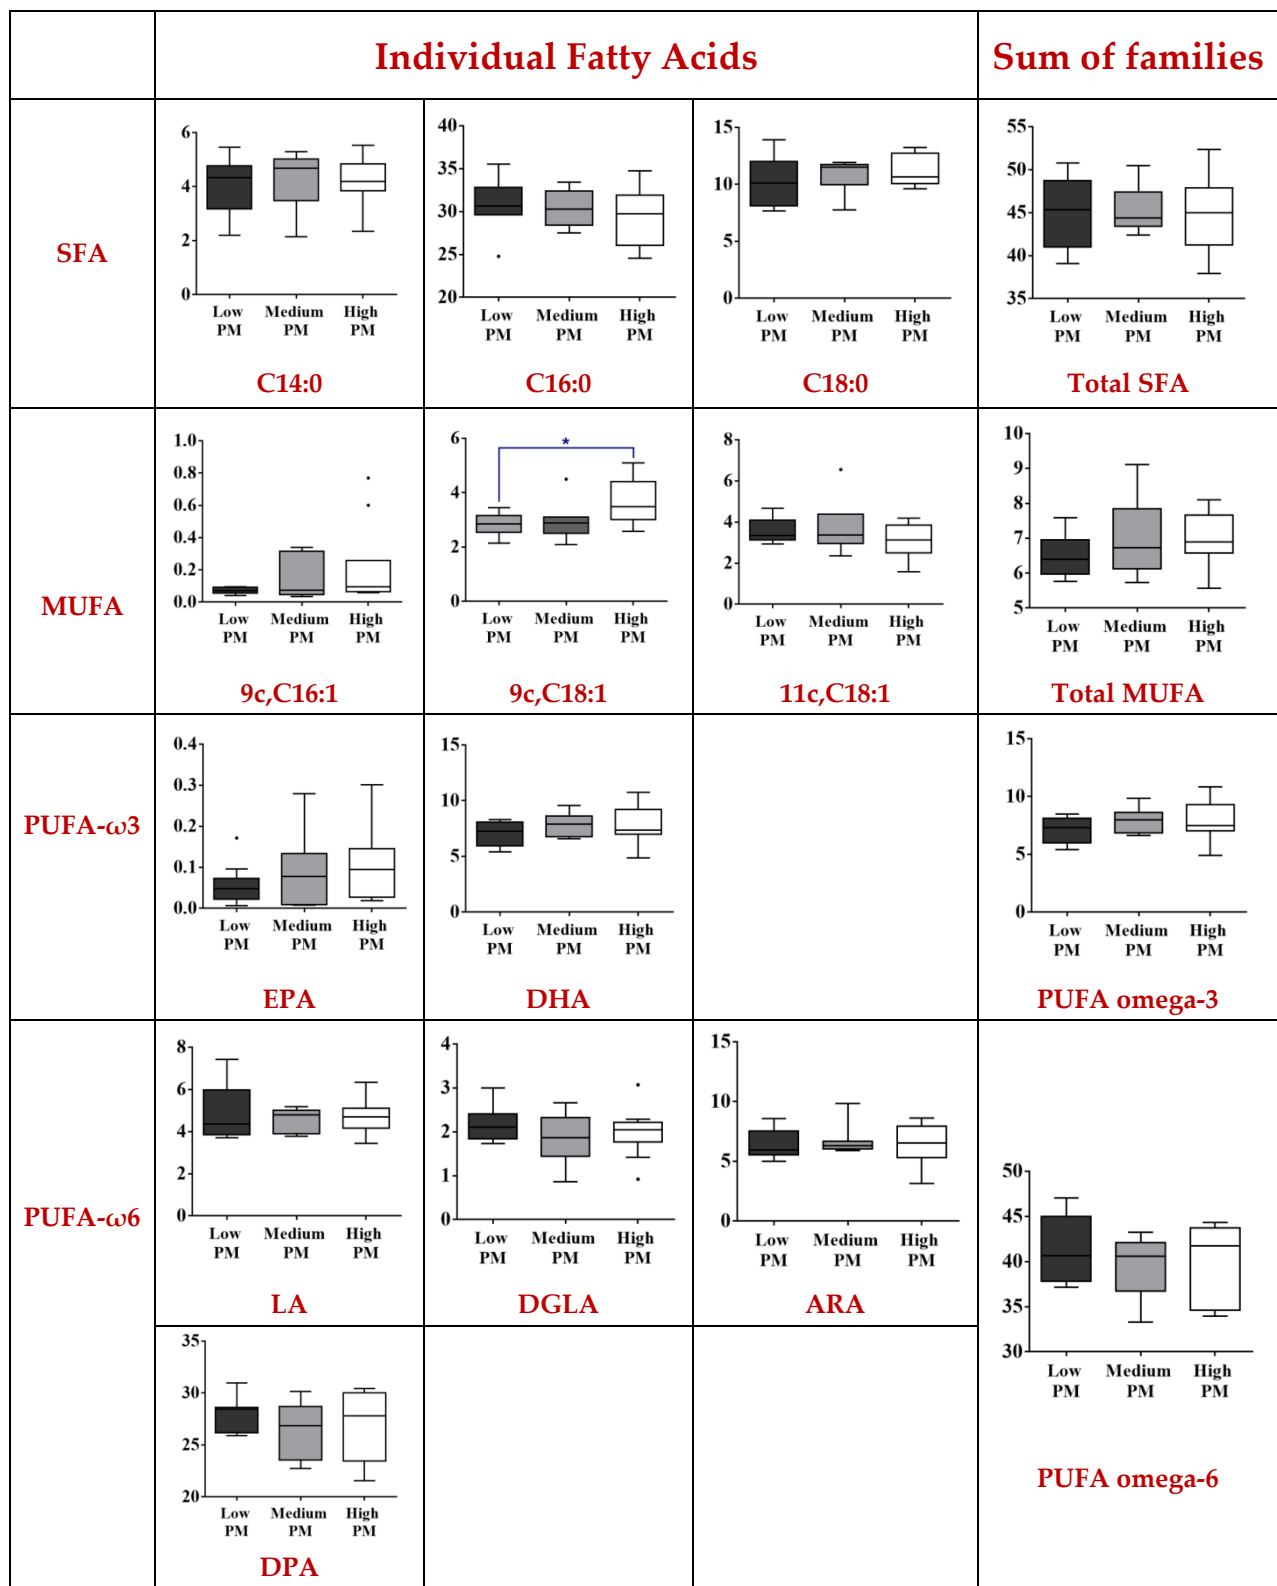 Individual Fatty Acids
Sum of families
SFA
6
4
2
0
Low PM
Medium PM
High PM
C14:0
40
35
30
25
20
Low PM
Medium PM
High PM
C16:0
15
10
5
0
Low PM
Medium PM
High PM
C18:0
55
50
45
40
35
Low PM
Medium PM
High PM
Total SFA
MUFA
1.0
0.8
0.6
0.4
0.2
0.0
Low PM
Medium PM
High PM
9c,C16:1
6
4
2
0
*
Low PM
Medium PM
High PM
9c,C18:1
8
6
4
2
0
Low PM
Medium PM
High PM
11c,C18:1
10
9
8
7
6
5
Low PM
Medium PM
High PM
Total MUFA
PUFA-ω3
0.4
0.3
0.2
0.1
0.0
Low PM
Medium PM
High PM
EPA
15
10
5
0
Low PM
Medium PM
High PM
DHA
15
10
5
0
Low PM
Medium PM
High PM
PUFA omega-3
PUFA-ω6
8
6
4
2
0
Low PM
Medium PM
High PM
LA
4
3
2
1
0
Low PM
Medium PM
High PM
DGLA
15
10
5
0
Low PM
Medium PM
High PM
ARA
50
45
40
35
30
Low PM
Medium PM
High PM
PUFA omega-6
35
30
25
20
Low PM
Medium PM
High PM
DPA